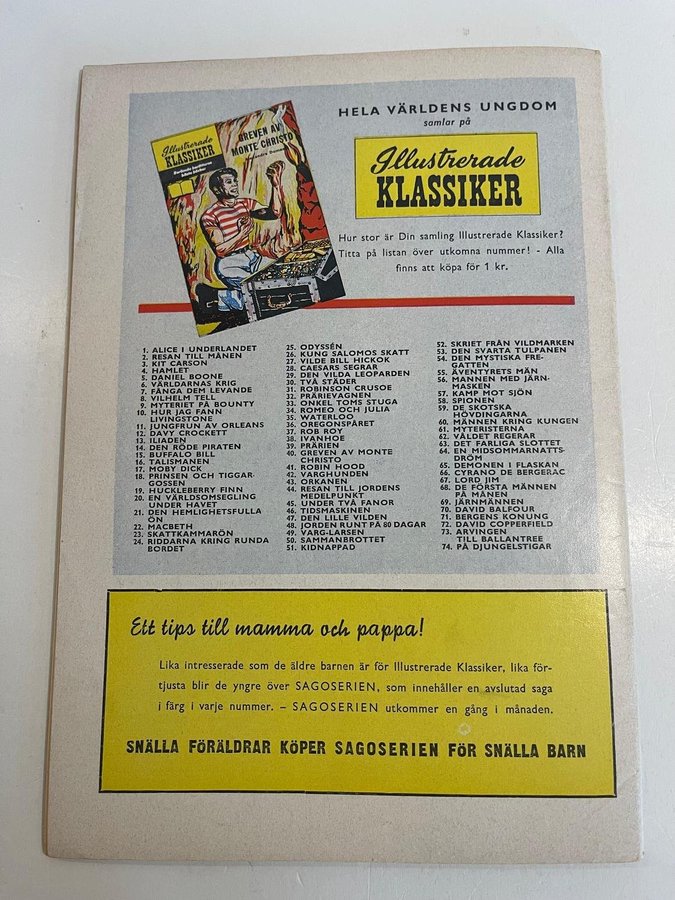 HELA VÄRLDENS UNGDOM
samlar på
Illustrerade
KLASSIKER
Illustrerade
KLASSIKER
GREVEN AV
MONTE CHRISTO
Hur stor är Din samling Illustrerade Klassiker?
Titta på listan över utkomna nummer! - Alla
finns att köpa för 1 kr.
1. ALICE I UNDERLANDET
2. RESAN TILL MÅNEN
3. KIT CARSON
4. HAMLET
5. DANIEL BOONE
6. VÄRLDARNAS KRIG
7. FÅNGA DEM LEVANDE
8. VILHELM TELL
9. MYTERIET PÅ BOUNTY
10. HUR JAG FANN
LIVINGSTONE
11. JUNGFRUN AV ORLEANS
12. DAVY CROCKETT
13. ILIADEN
14. DEN RÖDE PIRATEN
15. BUFFALO BILL
16. TALISMANEN
17. MOBY DICK
18. PRINSEN OCH TIGGAR-
GOSSEN
19. HUCKLEBERRY FINN
20. EN VÄRLDSOMSEGLING
UNDER HAVET
21. DEN HEMLIGHETSFULLA
ÖN
22. MACBETH
23. SKATTKAMMARÖN
24. RIDDARNA KRING RUNDA
BORDET
25. ODYSSÉN
26. KUNG SALOMOS SKATT
27. VILDE BILL HICKOK
28. CAESARS SEGRAR
29. DEN VILDA LEOPARDEN
30. TVÅ STÄDER
31. ROBINSON CRUSOE
32. PRÄRIEVAGNEN
33. ONKEL TOMS STUGA
34. ROMEO OCH JULIA
35. WATERLOO
36. OREGONSPÅRET
37. ROB ROY
38. IVANHOE
39. PRÄRIEN
40. GREVEN AV MONTE
CHRISTO
41. ROBIN HOOD
42. VARGHUNDEN
43. ORKANEN
44. RESAN TILL JORDENS
MEDELPUNKT
45. UNDER TVÅ FANOR
46. TIDSMASKINEN
47. DEN LILLE VILDEN
48. JORDEN RUNT PÅ 80 DAGAR
49. VARG-LARSEN
50. SAMMANBROTTET
51. KIDNAPPAD
52. SKRIET FRÅN VILDMARKEN
53. DEN SVARTA TULPANEN
54. DEN MYSTISKA FRE-
GATTEN
55. ÄVENTYRETS MÄN
56. MANNEN MED JÄRN-
MASKEN
57. KAMP MOT SJÖN
58. SPIONEN
59. DE SKOTSKA
HÖVDINGARNA
60. MÄNNEN KRING KUNGEN
61. MYTERISTERNA
62. VÅLDET REGERAR
63. DET FARLIGA SLOTTET
64. EN MIDSOMMARNATTS-
DRÖM
65. DEMONEN I FLASKAN
66. CYRANO DE BERGERAC
67. LORD JIM
68. DE FÖRSTA MÄNNEN
PÅ MÅNEN
69. JÄRNMÄNNEN
70. DAVID BALFOUR
71. BERGENS KONUNG
72. DAVID COPPERFIELD
73. ARVINGEN
TILL BALLANTREE
74. PÅ DJUNGELSTIGAR
Ett tips till mamma och pappa!
Lika intresserade som de äldre barnen är för Illustrerade Klassiker, lika för-
tjusta blir de yngre över SAGOSERIEN, som innehåller en avslutad saga
i färg i varje nummer. – SAGOSERIEN utkommer en gång i månaden.
SNÄLLA FÖRÄLDRAR KÖPER SAGOSERIEN FÖR SNÄLLA BARN